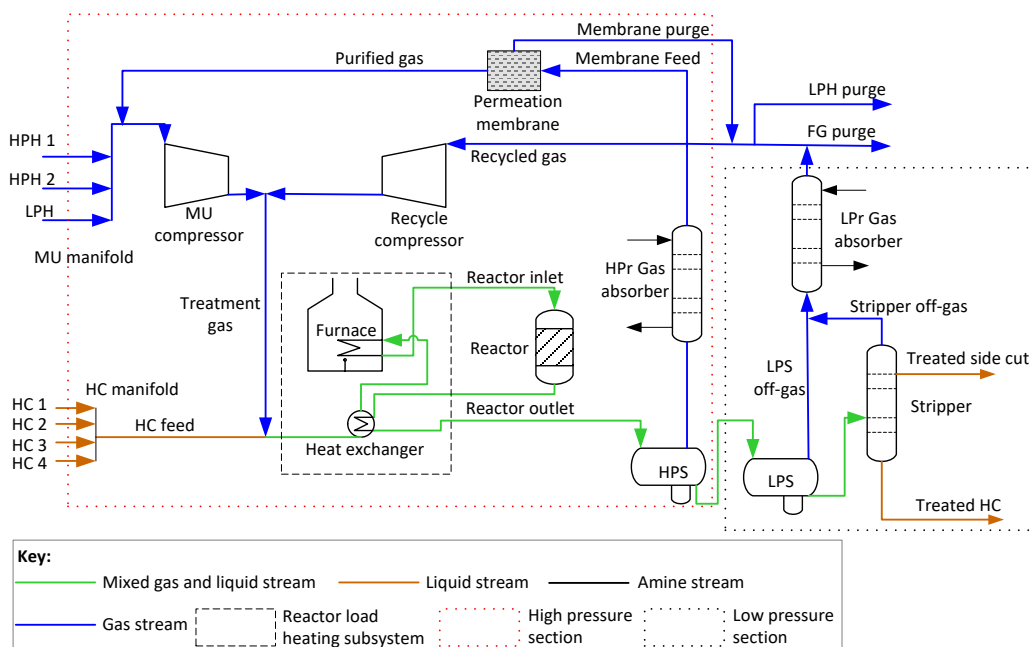 Membrane purge
Purified gas
Membrane Feed
LPH purge
Permeation
membrane
HPH 1
FG purge
Recycled gas
HPH 2
LPH
MU
compressor
Recycle
compressor
LPr Gas
absorber
MU manifold
HPr Gas
absorber
Reactor inlet
Treatment
gas
Stripper off-gas
Furnace
Reactor
Treated side cut
LPS
off-gas
HC manifold
Stripper
HC 1
Reactor outlet
HC 2
HC feed
HC 3
Heat exchanger
HC 4
HPS
LPS
Treated HC
Key:
Mixed gas and liquid stream
Liquid stream
Amine stream
Gas stream
Reactor load
heating subsystem
High pressure
section
Low pressure
section